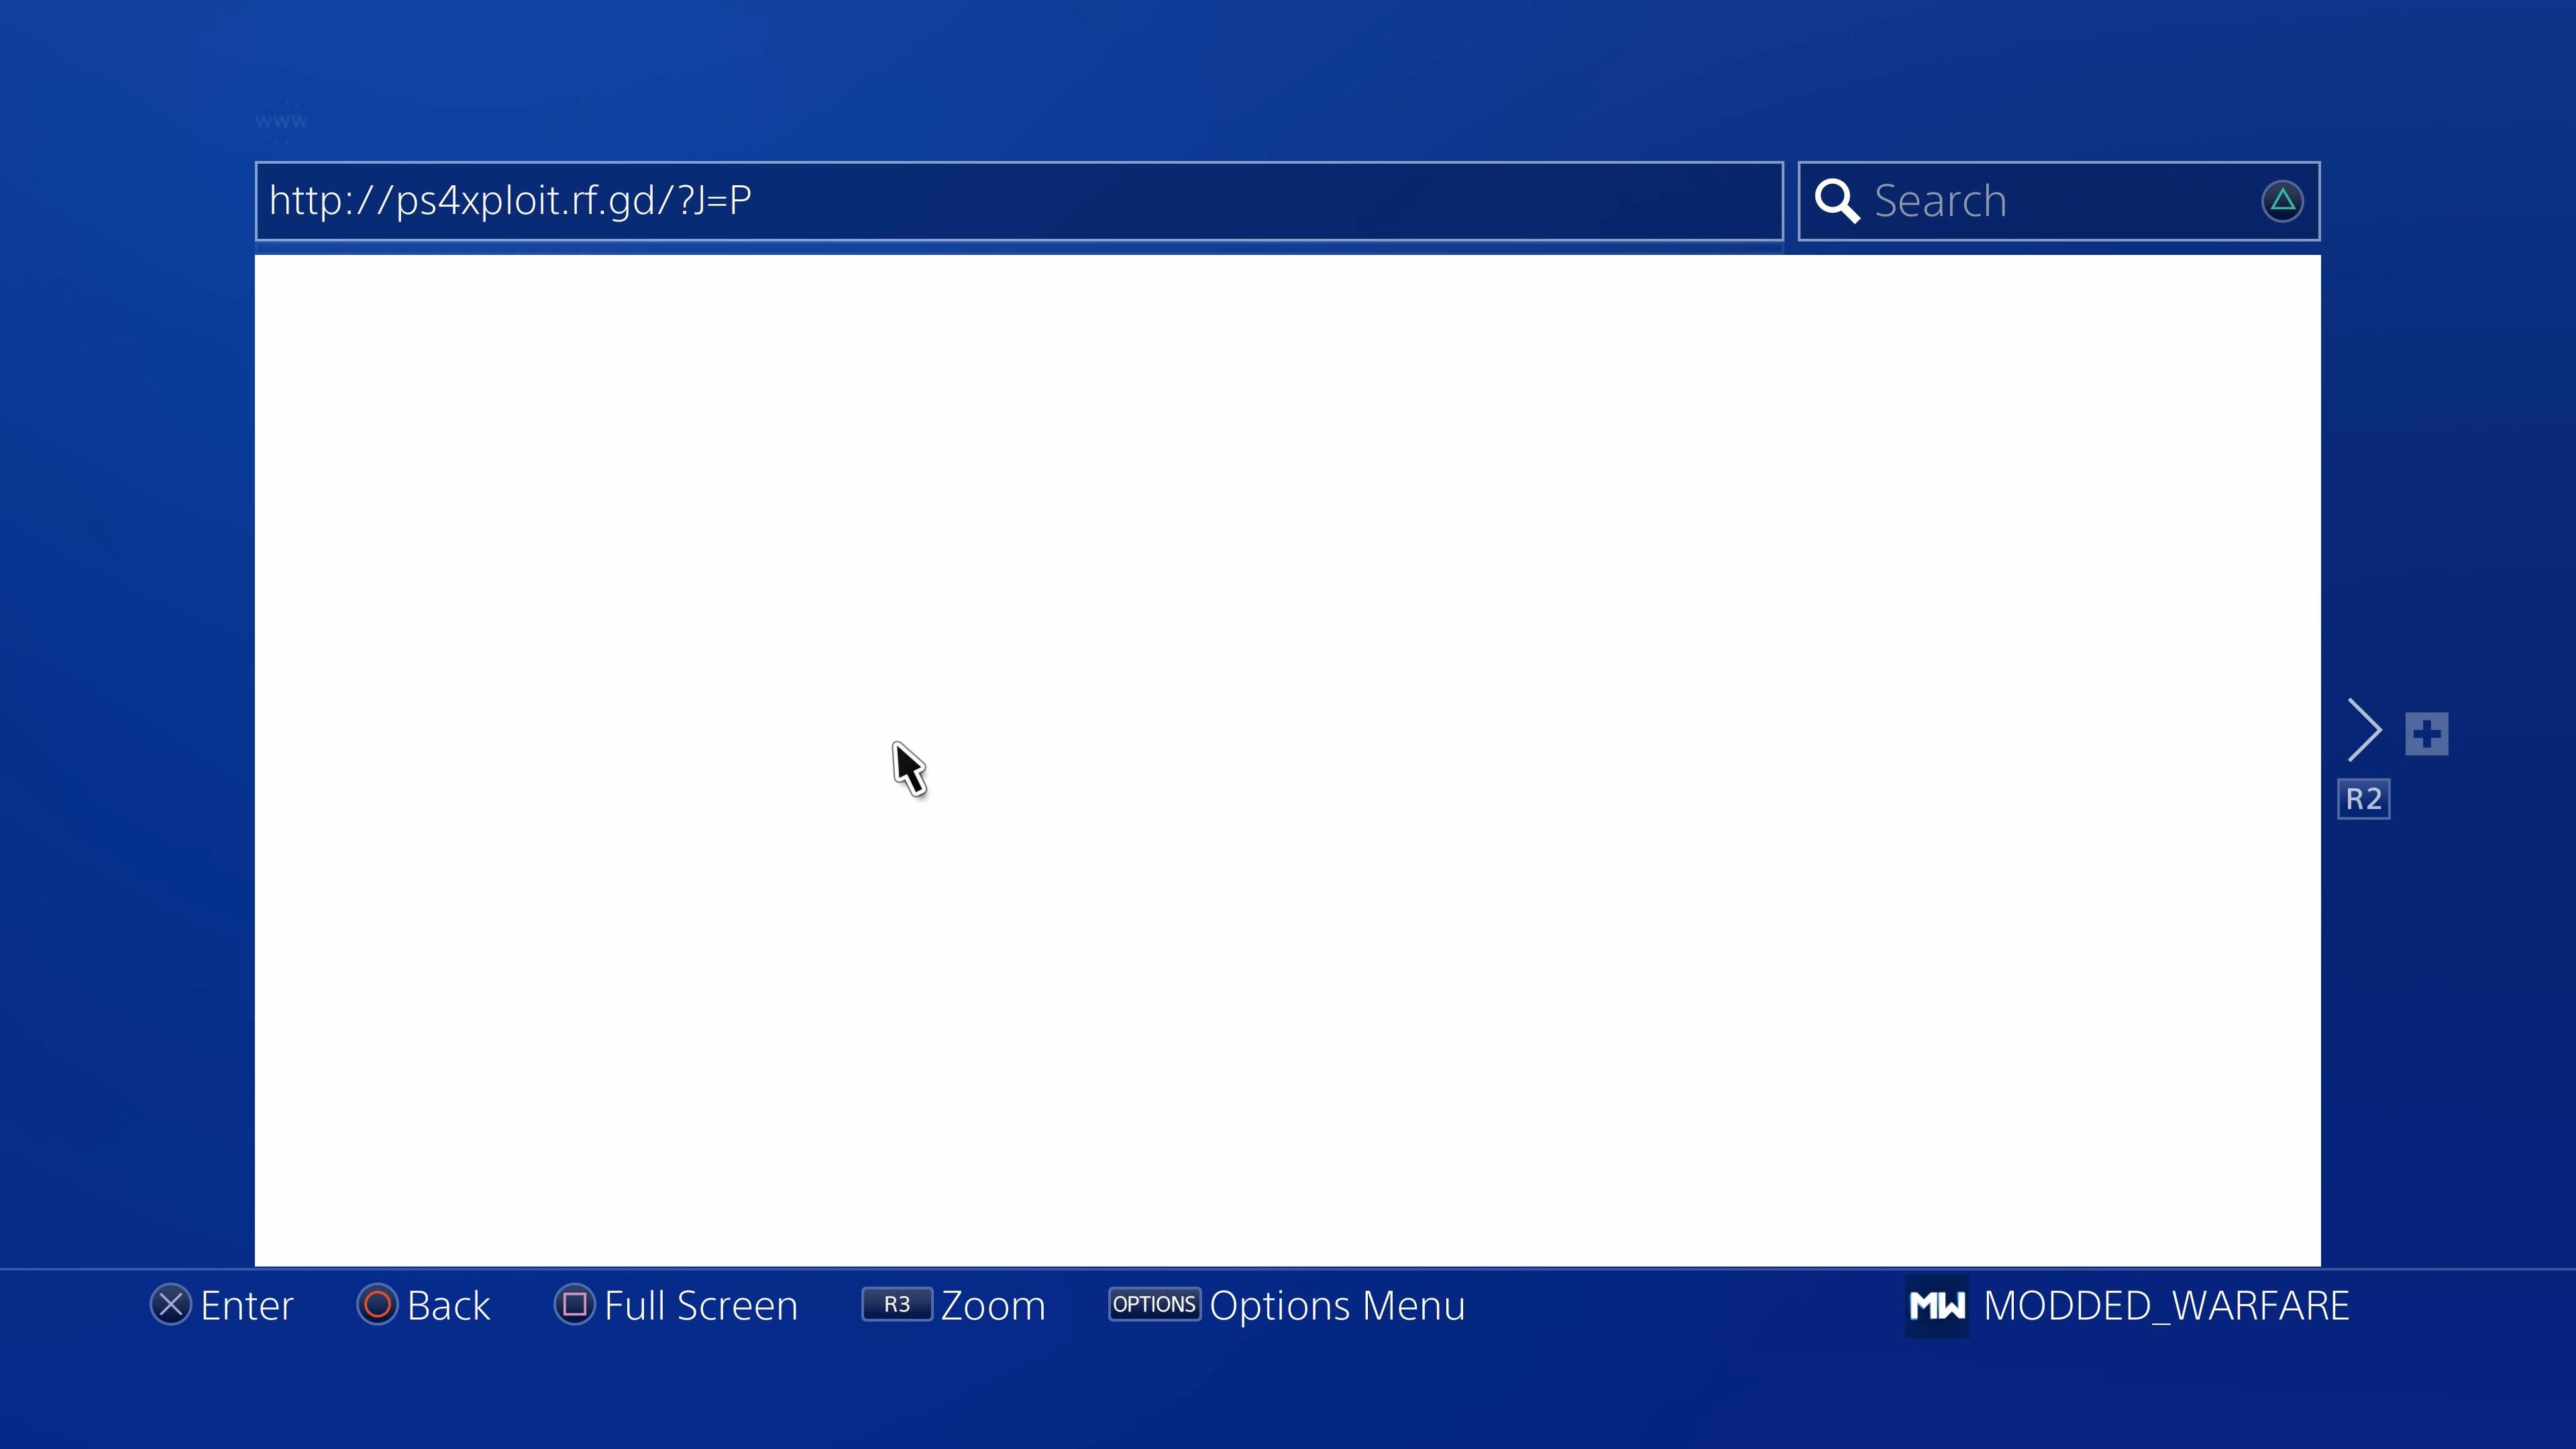 www
http://ps4xploit.rf.gd/?J=P
Search
R2
Enter Back Full Screen R3 Zoom OPTIONS Options Menu MW MODDED_WARFARE